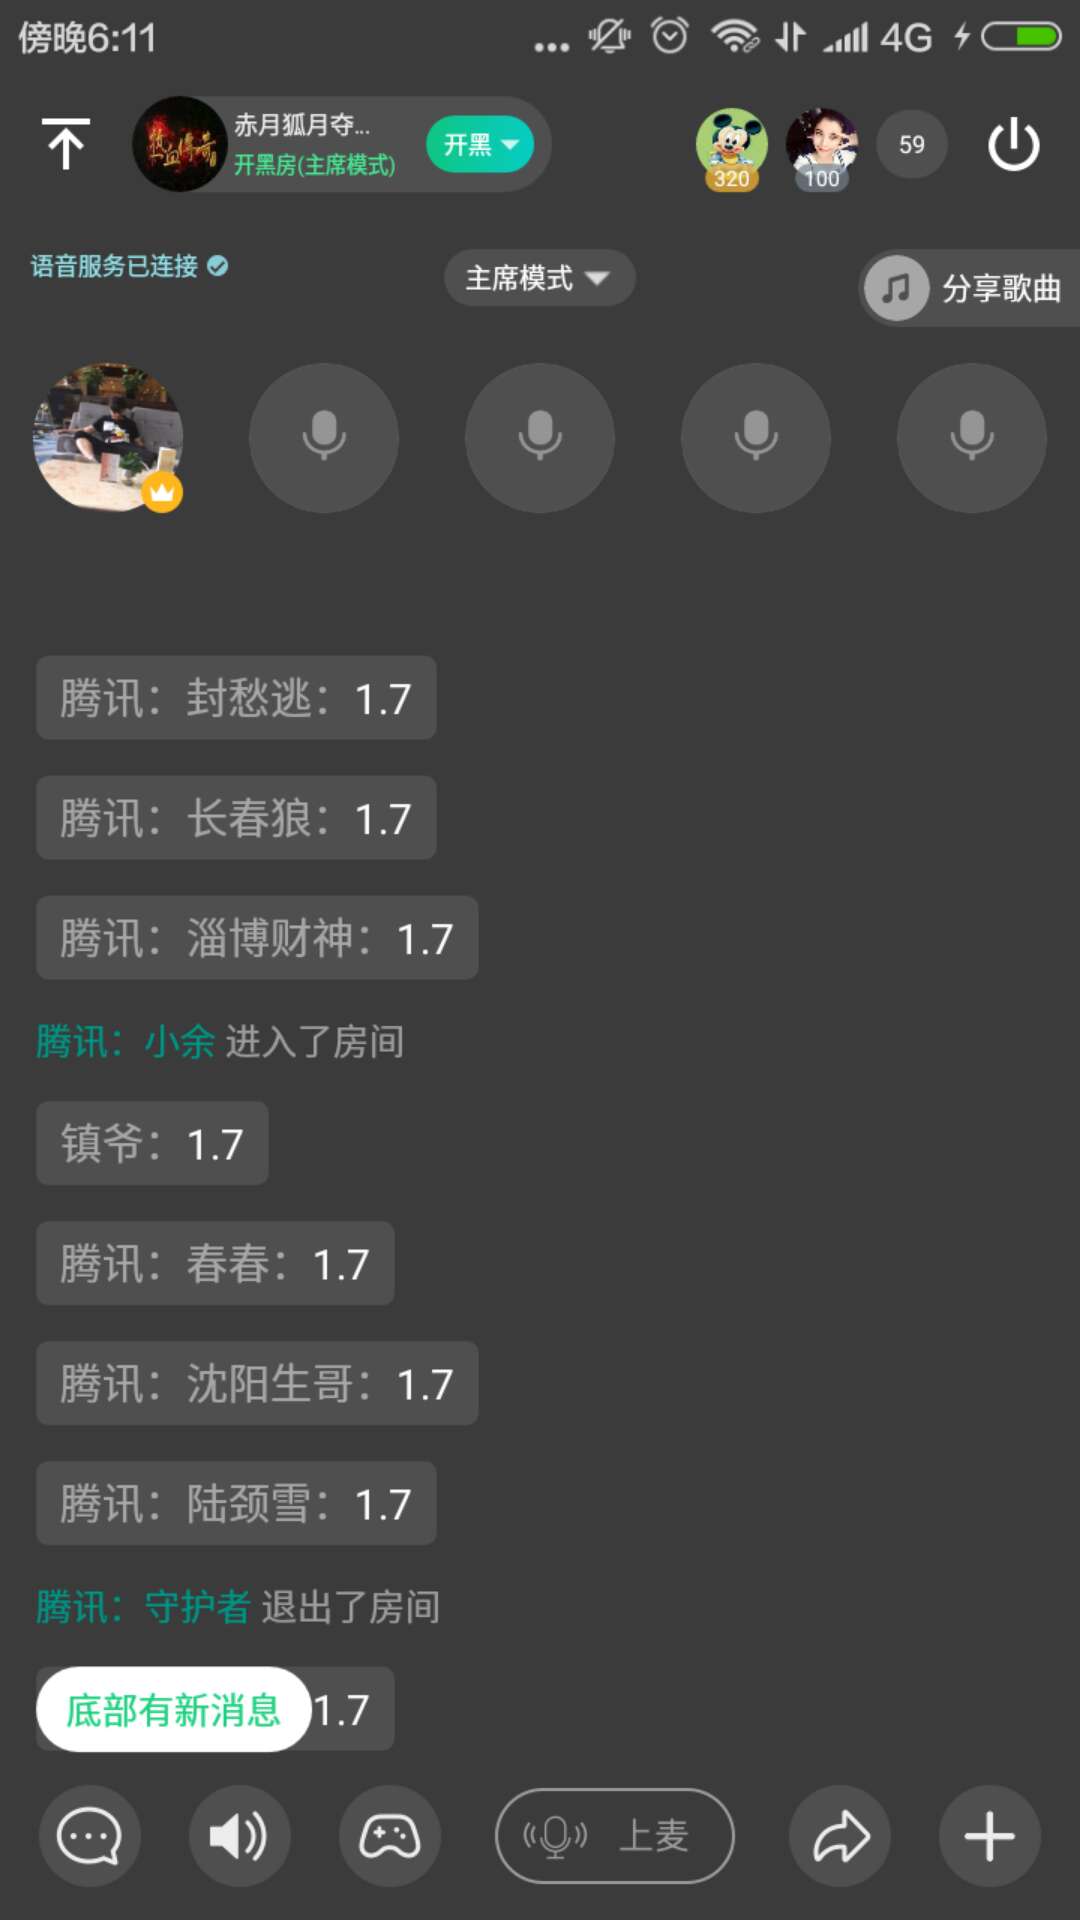 傍晚6:11
4G
热血传奇
赤月狐月夺...
开黑房(主席模式)
开黑
320
100
59
语音服务已连接
主席模式
分享歌曲
腾讯：封愁逃：1.7
腾讯：长春狼：1.7
腾讯：淄博财神：1.7
腾讯：小余 进入了房间
镇爷：1.7
腾讯：春春：1.7
腾讯：沈阳生哥：1.7
腾讯：陆颈雪：1.7
腾讯：守护者 退出了房间
底部有新消息
1.7
上麦